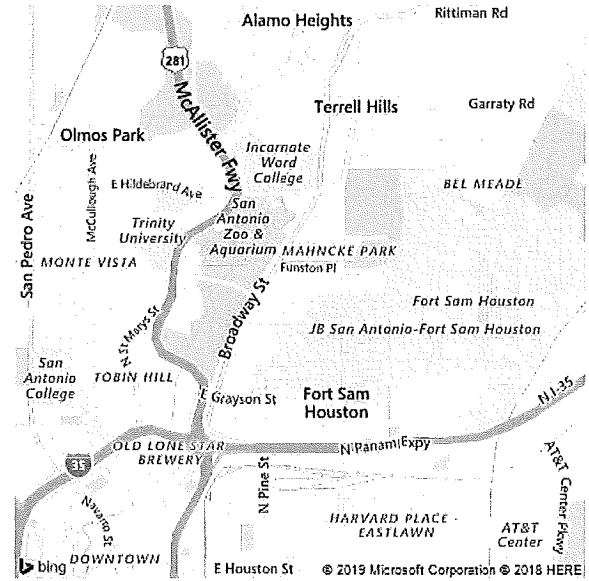 Alamo Heights
Rittiman Rd
281
McAllister Fwy
Terrell Hills
Garraty Rd
Olmos Park
McCullough Ave
Incarnate
Word
College
E Hildebrand Ave
BEL MEADE
San Pedro Ave
San
Antonio
Zoo &
Aquarium
Trinity
University
MAHNCKE PARK
MONTE VISTA
Funston Pl
Fort Sam Houston
JB San Antonio-Fort Sam Houston
N St Marys St
Broadway St
San
Antonio
College
TOBIN HILL
E Grayson St
Fort Sam
Houston
N I-35
OLD LONE STAR
BREWERY
N PanAm Expy
35
N Pine St
AT&T Center Pkwy
Navarro St
HARVARD PLACE -
EASTLAWN
AT&T
Center
DOWNTOWN
bing
E Houston St
© 2019 Microsoft Corporation © 2018 HERE